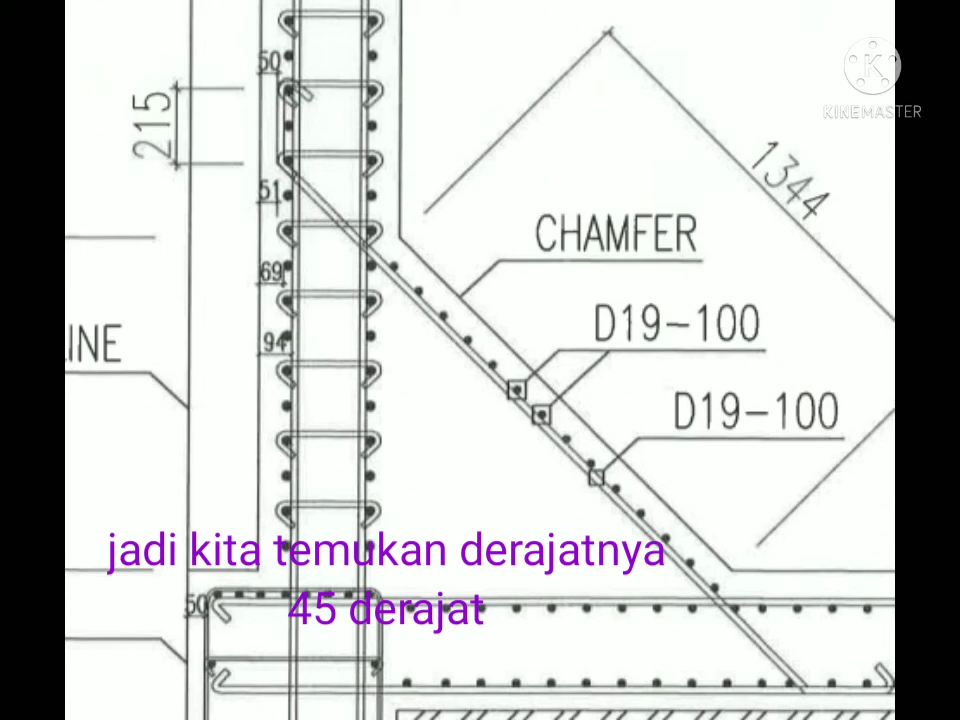 50
215
KINEMASTER
1344
51
CHAMFER
69
D19-100
94
LINE
D19-100
jadi kita temukan derajatnya
45 derajat
50